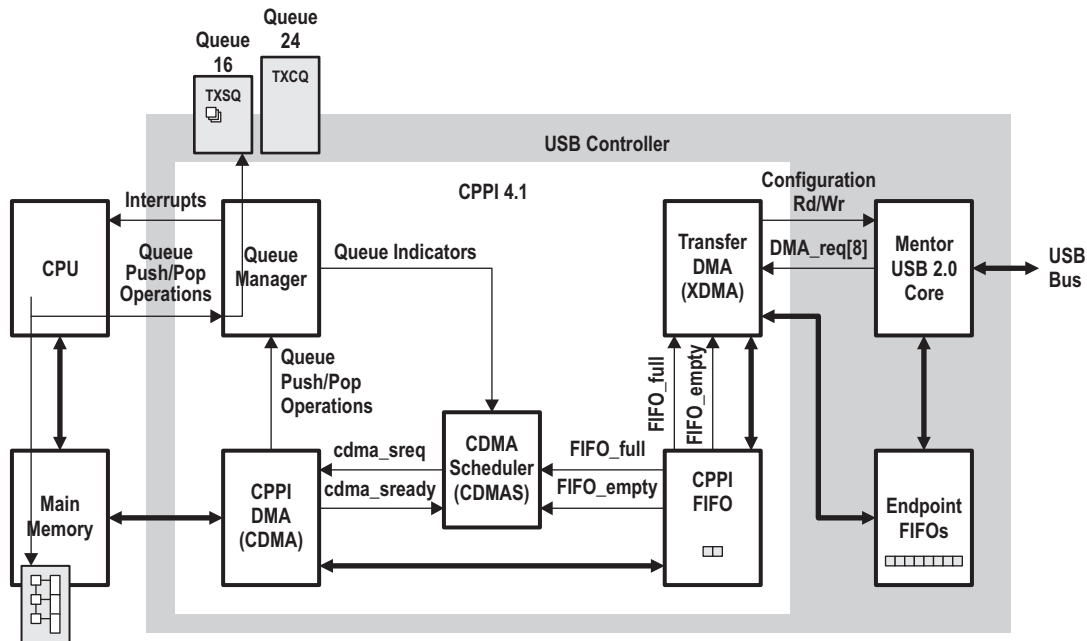 Queue
24
Queue
16
TXCQ
TXSQ
USB Controller
CPPI 4.1
Interrupts
Configuration
Rd/Wr
CPU
Queue
Push/Pop
Operations
Queue
Manager
Queue Indicators
Transfer
DMA
(XDMA)
DMA_req[8]
Mentor
USB 2.0
Core
USB
Bus
Queue
Push/Pop
Operations
FIFO_full
FIFO_empty
Main
Memory
CPPI
DMA
(CDMA)
cdma_sreq
cdma_sready
CDMA
Scheduler
(CDMAS)
FIFO_full
FIFO_empty
CPPI
FIFO
Endpoint
FIFOs